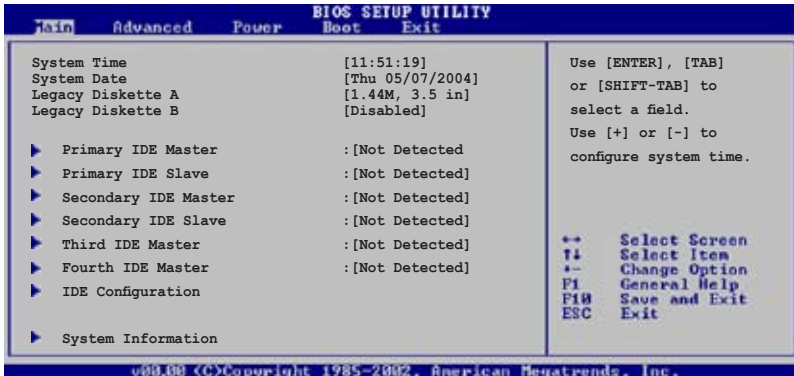 BIOS SETUP UTILITY
Main Advanced Power Boot Exit
System Time [11:51:19]
System Date [Thu 05/07/2004]
Legacy Diskette A [1.44M, 3.5 in]
Legacy Diskette B [Disabled]
Primary IDE Master :[Not Detected
Primary IDE Slave :[Not Detected]
Secondary IDE Master :[Not Detected]
Secondary IDE Slave :[Not Detected]
Third IDE Master :[Not Detected]
Fourth IDE Master :[Not Detected]
IDE Configuration
System Information
Use [ENTER], [TAB]
or [SHIFT-TAB] to
select a field.
Use [+] or [-] to
configure system time.
↔ Select Screen
↑↓ Select Item
+- Change Option
F1 General Help
F10 Save and Exit
ESC Exit
v00.00 (C)Copyright 1985-2002, American Megatrends, Inc.